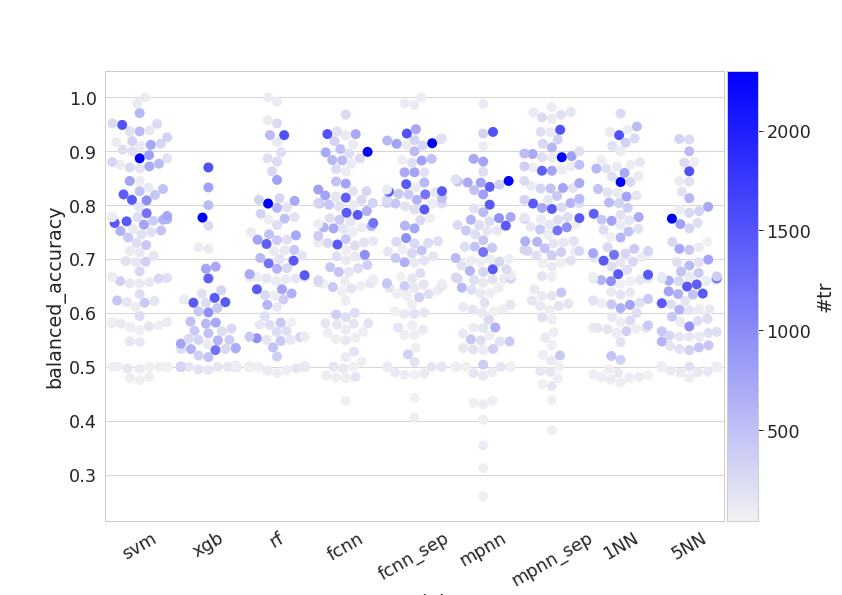 1.0
0.9
0.8
0.7
0.6
0.5
0.4
0.3
balanced_accuracy
svm
xgb
rf
fcnn
fcnn_sep
mpnn
mpnn_sep
1NN
5NN
2000
1500
1000
500
#tr